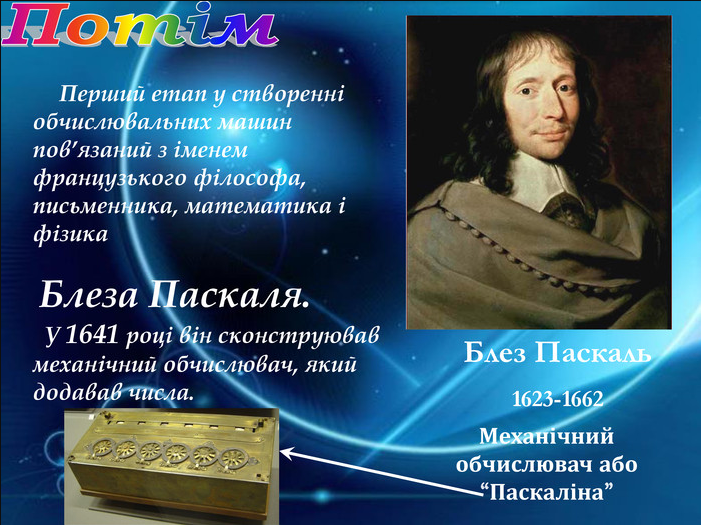 Потім
Перший етап у створенні
обчислювальних машин
пов’язаний з іменем
французького філософа,
письменника, математика і
фізика
Блеза Паскаля.
У 1641 році він сконструював
механічний обчислювач, який
додавав числа.
Блез Паскаль
1623-1662
Механічний
обчислювач або
“Паскаліна”